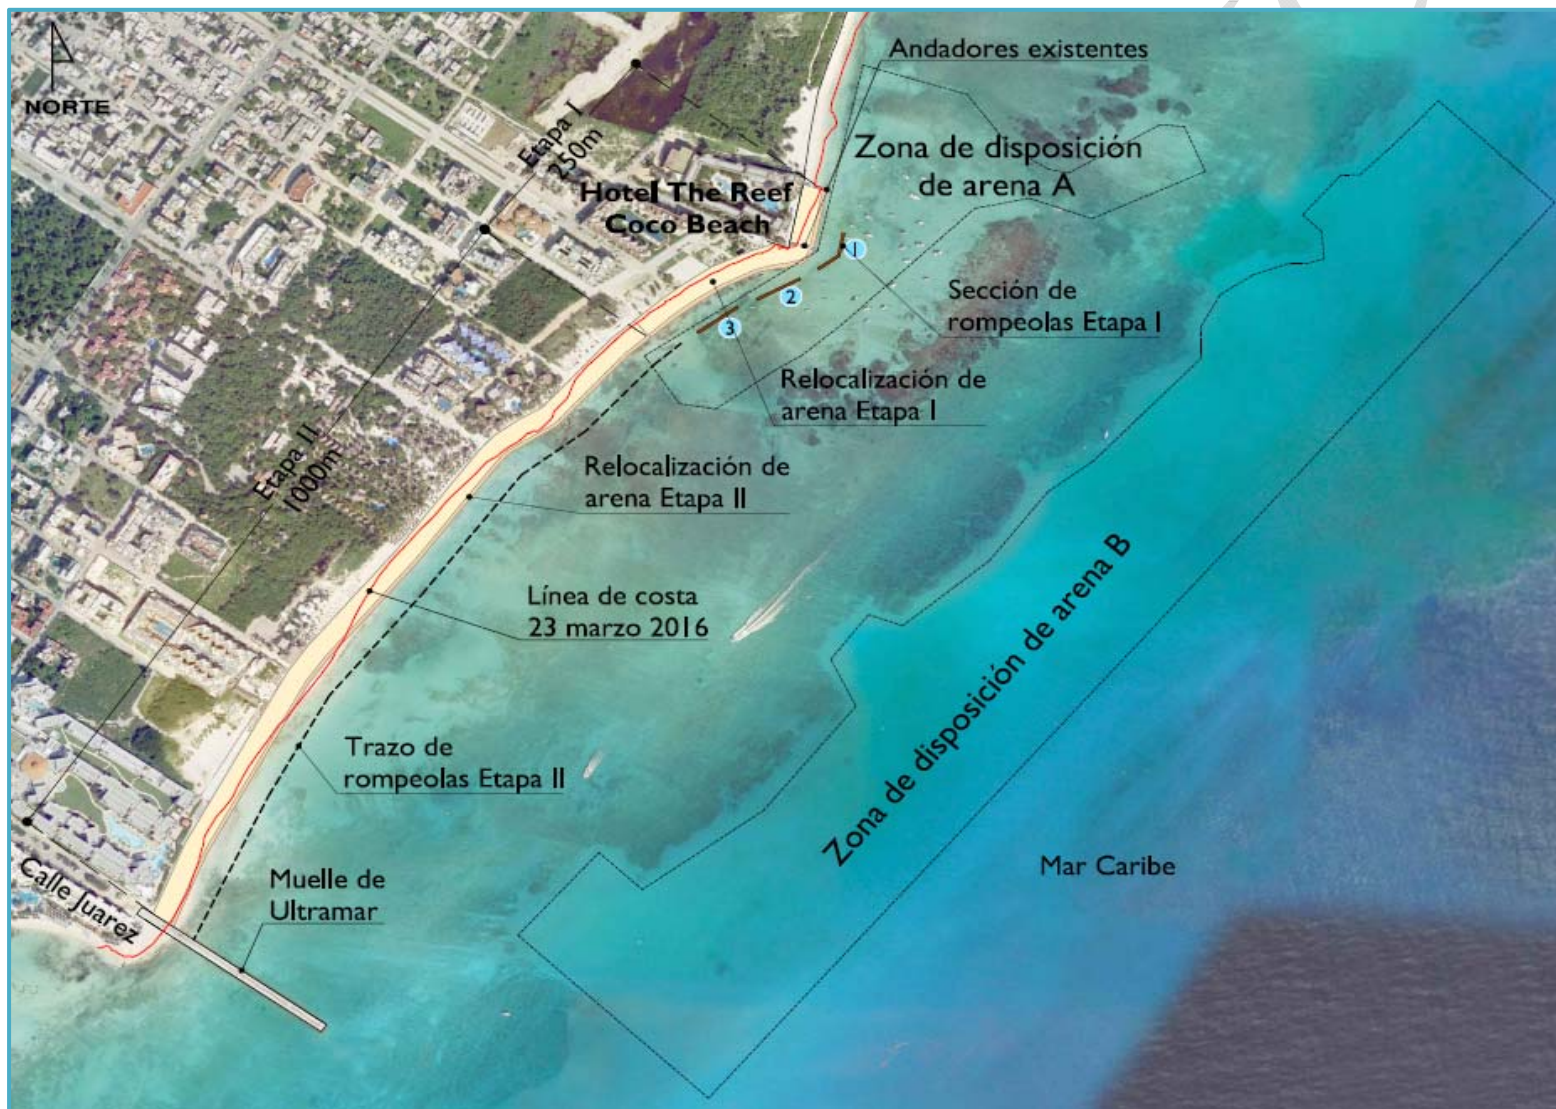 NORTE
Andadores existentes
Etapa I
250m
Zona de disposición
de arena A
Hotel The Reef
Coco Beach
1
2
3
Sección de
rompeolas Etapa I
Relocalización de
arena Etapa I
Etapa II
1000m
Relocalización de
arena Etapa II
Línea de costa
23 marzo 2016
Zona de disposición de arena B
Trazo de
rompeolas Etapa II
Mar Caribe
Calle Juarez
Muelle de
Ultramar